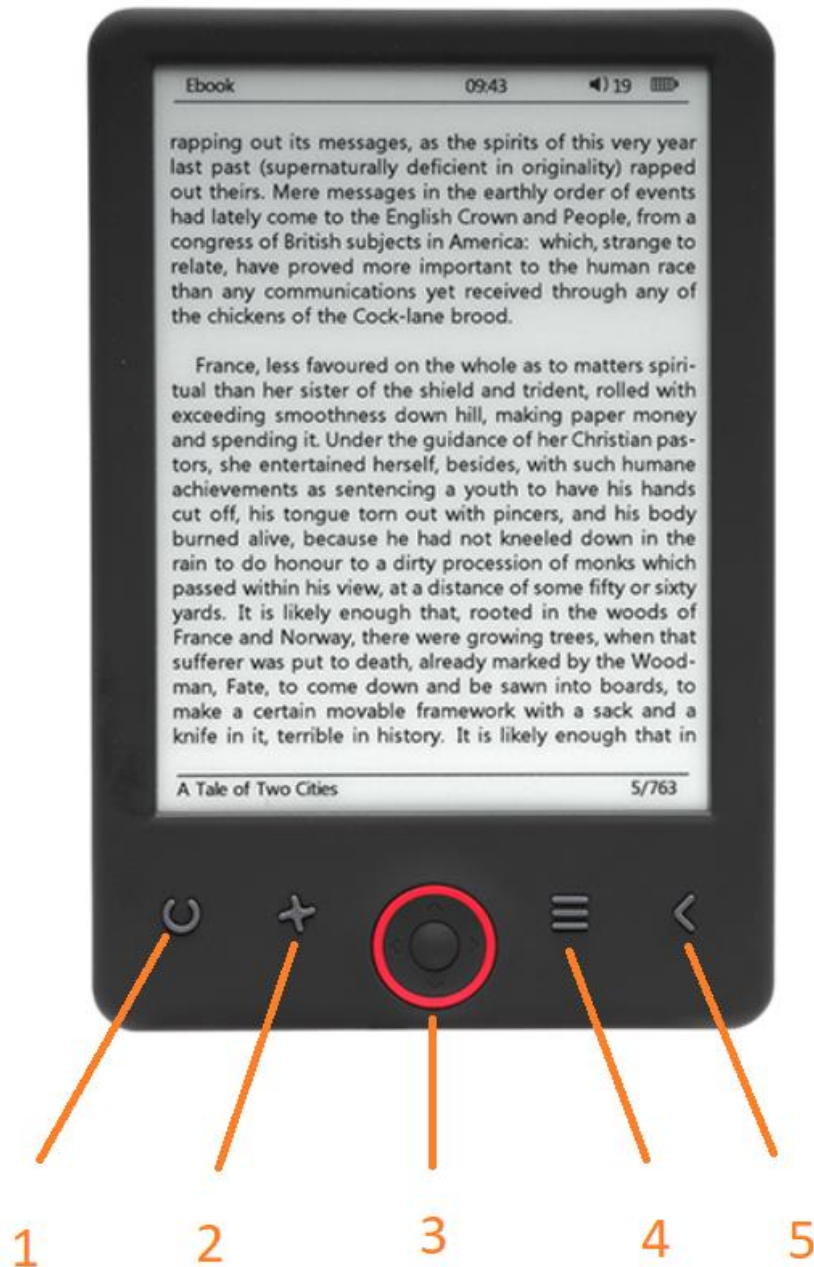 Ebook 09:43 19
rapping out its messages, as the spirits of this very year
last past (supernaturally deficient in originality) rapped
out theirs. Mere messages in the earthly order of events
had lately come to the English Crown and People, from a
congress of British subjects in America: which, strange to
relate, have proved more important to the human race
than any communications yet received through any of
the chickens of the Cock-lane brood.
France, less favoured on the whole as to matters spiri-
tual than her sister of the shield and trident, rolled with
exceeding smoothness down hill, making paper money
and spending it. Under the guidance of her Christian pas-
tors, she entertained herself, besides, with such humane
achievements as sentencing a youth to have his hands
cut off, his tongue torn out with pincers, and his body
burned alive, because he had not kneeled down in the
rain to do honour to a dirty procession of monks which
passed within his view, at a distance of some fifty or sixty
yards. It is likely enough that, rooted in the woods of
France and Norway, there were growing trees, when that
sufferer was put to death, already marked by the Wood-
man, Fate, to come down and be sawn into boards, to
make a certain movable framework with a sack and a
knife in it, terrible in history. It is likely enough that in
A Tale of Two Cities 5/763
1 2 3 4 5